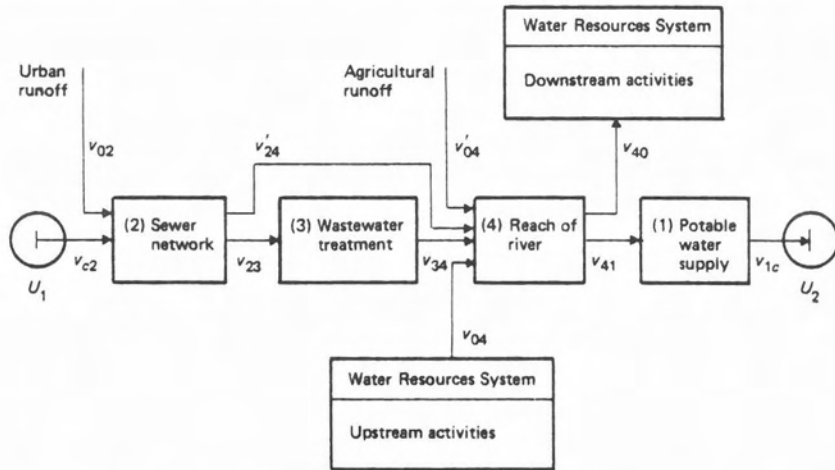 Water Resources System
Downstream activities
Urban
runoff
Agricultural
runoff
v02
v'24
v'04
v40
(2) Sewer
network
(3) Wastewater
treatment
(4) Reach of
river
(1) Potable
water
supply
vc2
v23
v34
v41
v1c
U1
U2
v04
Water Resources System
Upstream activities